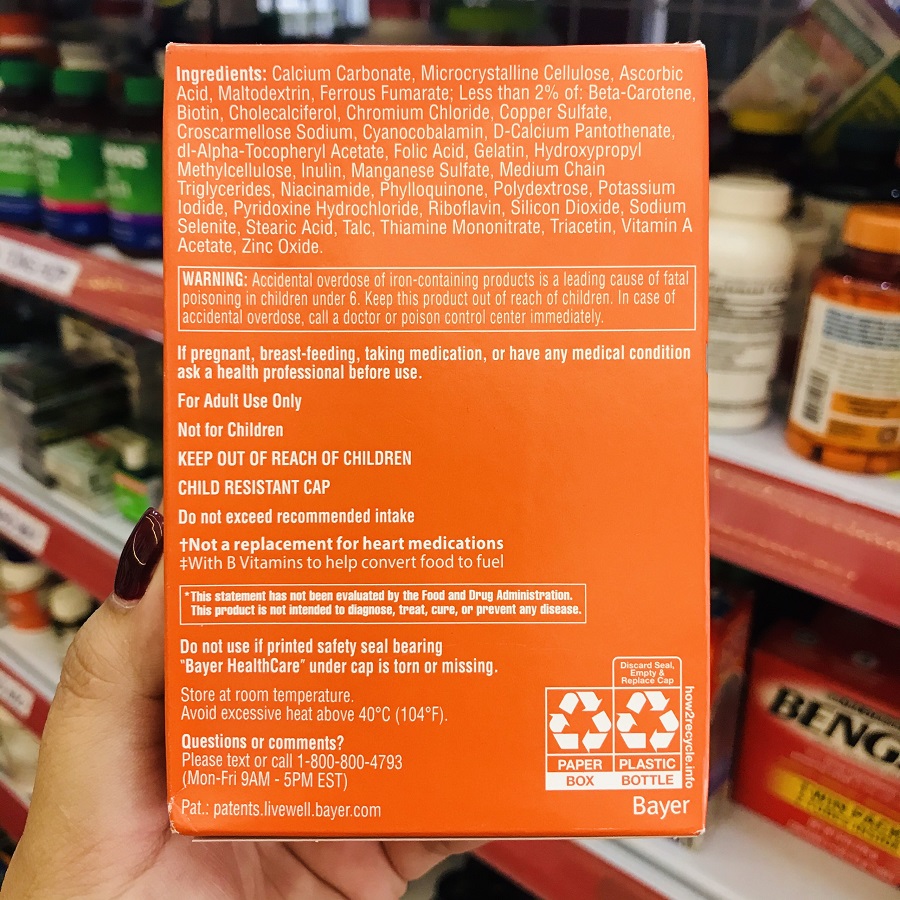 Ingredients: Calcium Carbonate, Microcrystalline Cellulose, Ascorbic
Acid, Maltodextrin, Ferrous Fumarate; Less than 2% of: Beta-Carotene,
Biotin, Cholecalciferol, Chromium Chloride, Copper Sulfate,
Croscarmellose Sodium, Cyanocobalamin, D-Calcium Pantothenate,
dl-Alpha-Tocopheryl Acetate, Folic Acid, Gelatin, Hydroxypropyl
Methylcellulose, Inulin, Manganese Sulfate, Medium Chain
Triglycerides, Niacinamide, Phylloquinone, Polydextrose, Potassium
Iodide, Pyridoxine Hydrochloride, Riboflavin, Silicon Dioxide, Sodium
Selenite, Stearic Acid, Talc, Thiamine Mononitrate, Triacetin, Vitamin A
Acetate, Zinc Oxide.
WARNING: Accidental overdose of iron-containing products is a leading cause of fatal
poisoning in children under 6. Keep this product out of reach of children. In case of
accidental overdose, call a doctor or poison control center immediately.
If pregnant, breast-feeding, taking medication, or have any medical condition
ask a health professional before use.
For Adult Use Only
Not for Children
KEEP OUT OF REACH OF CHILDREN
CHILD RESISTANT CAP
Do not exceed recommended intake
†Not a replacement for heart medications
‡With B Vitamins to help convert food to fuel
*This statement has not been evaluated by the Food and Drug Administration.
This product is not intended to diagnose, treat, cure, or prevent any disease.
Do not use if printed safety seal bearing
"Bayer HealthCare" under cap is torn or missing.
Store at room temperature.
Avoid excessive heat above 40°C (104°F).
Questions or comments?
Please text or call 1-800-800-4793
(Mon-Fri 9AM - 5PM EST)
Pat.: patents.livewell.bayer.com
Discard Seal,
Empty &
Replace Cap
PAPER
BOX
PLASTIC
BOTTLE
how2recycle.info
Bayer
BENG
TWIN PACK